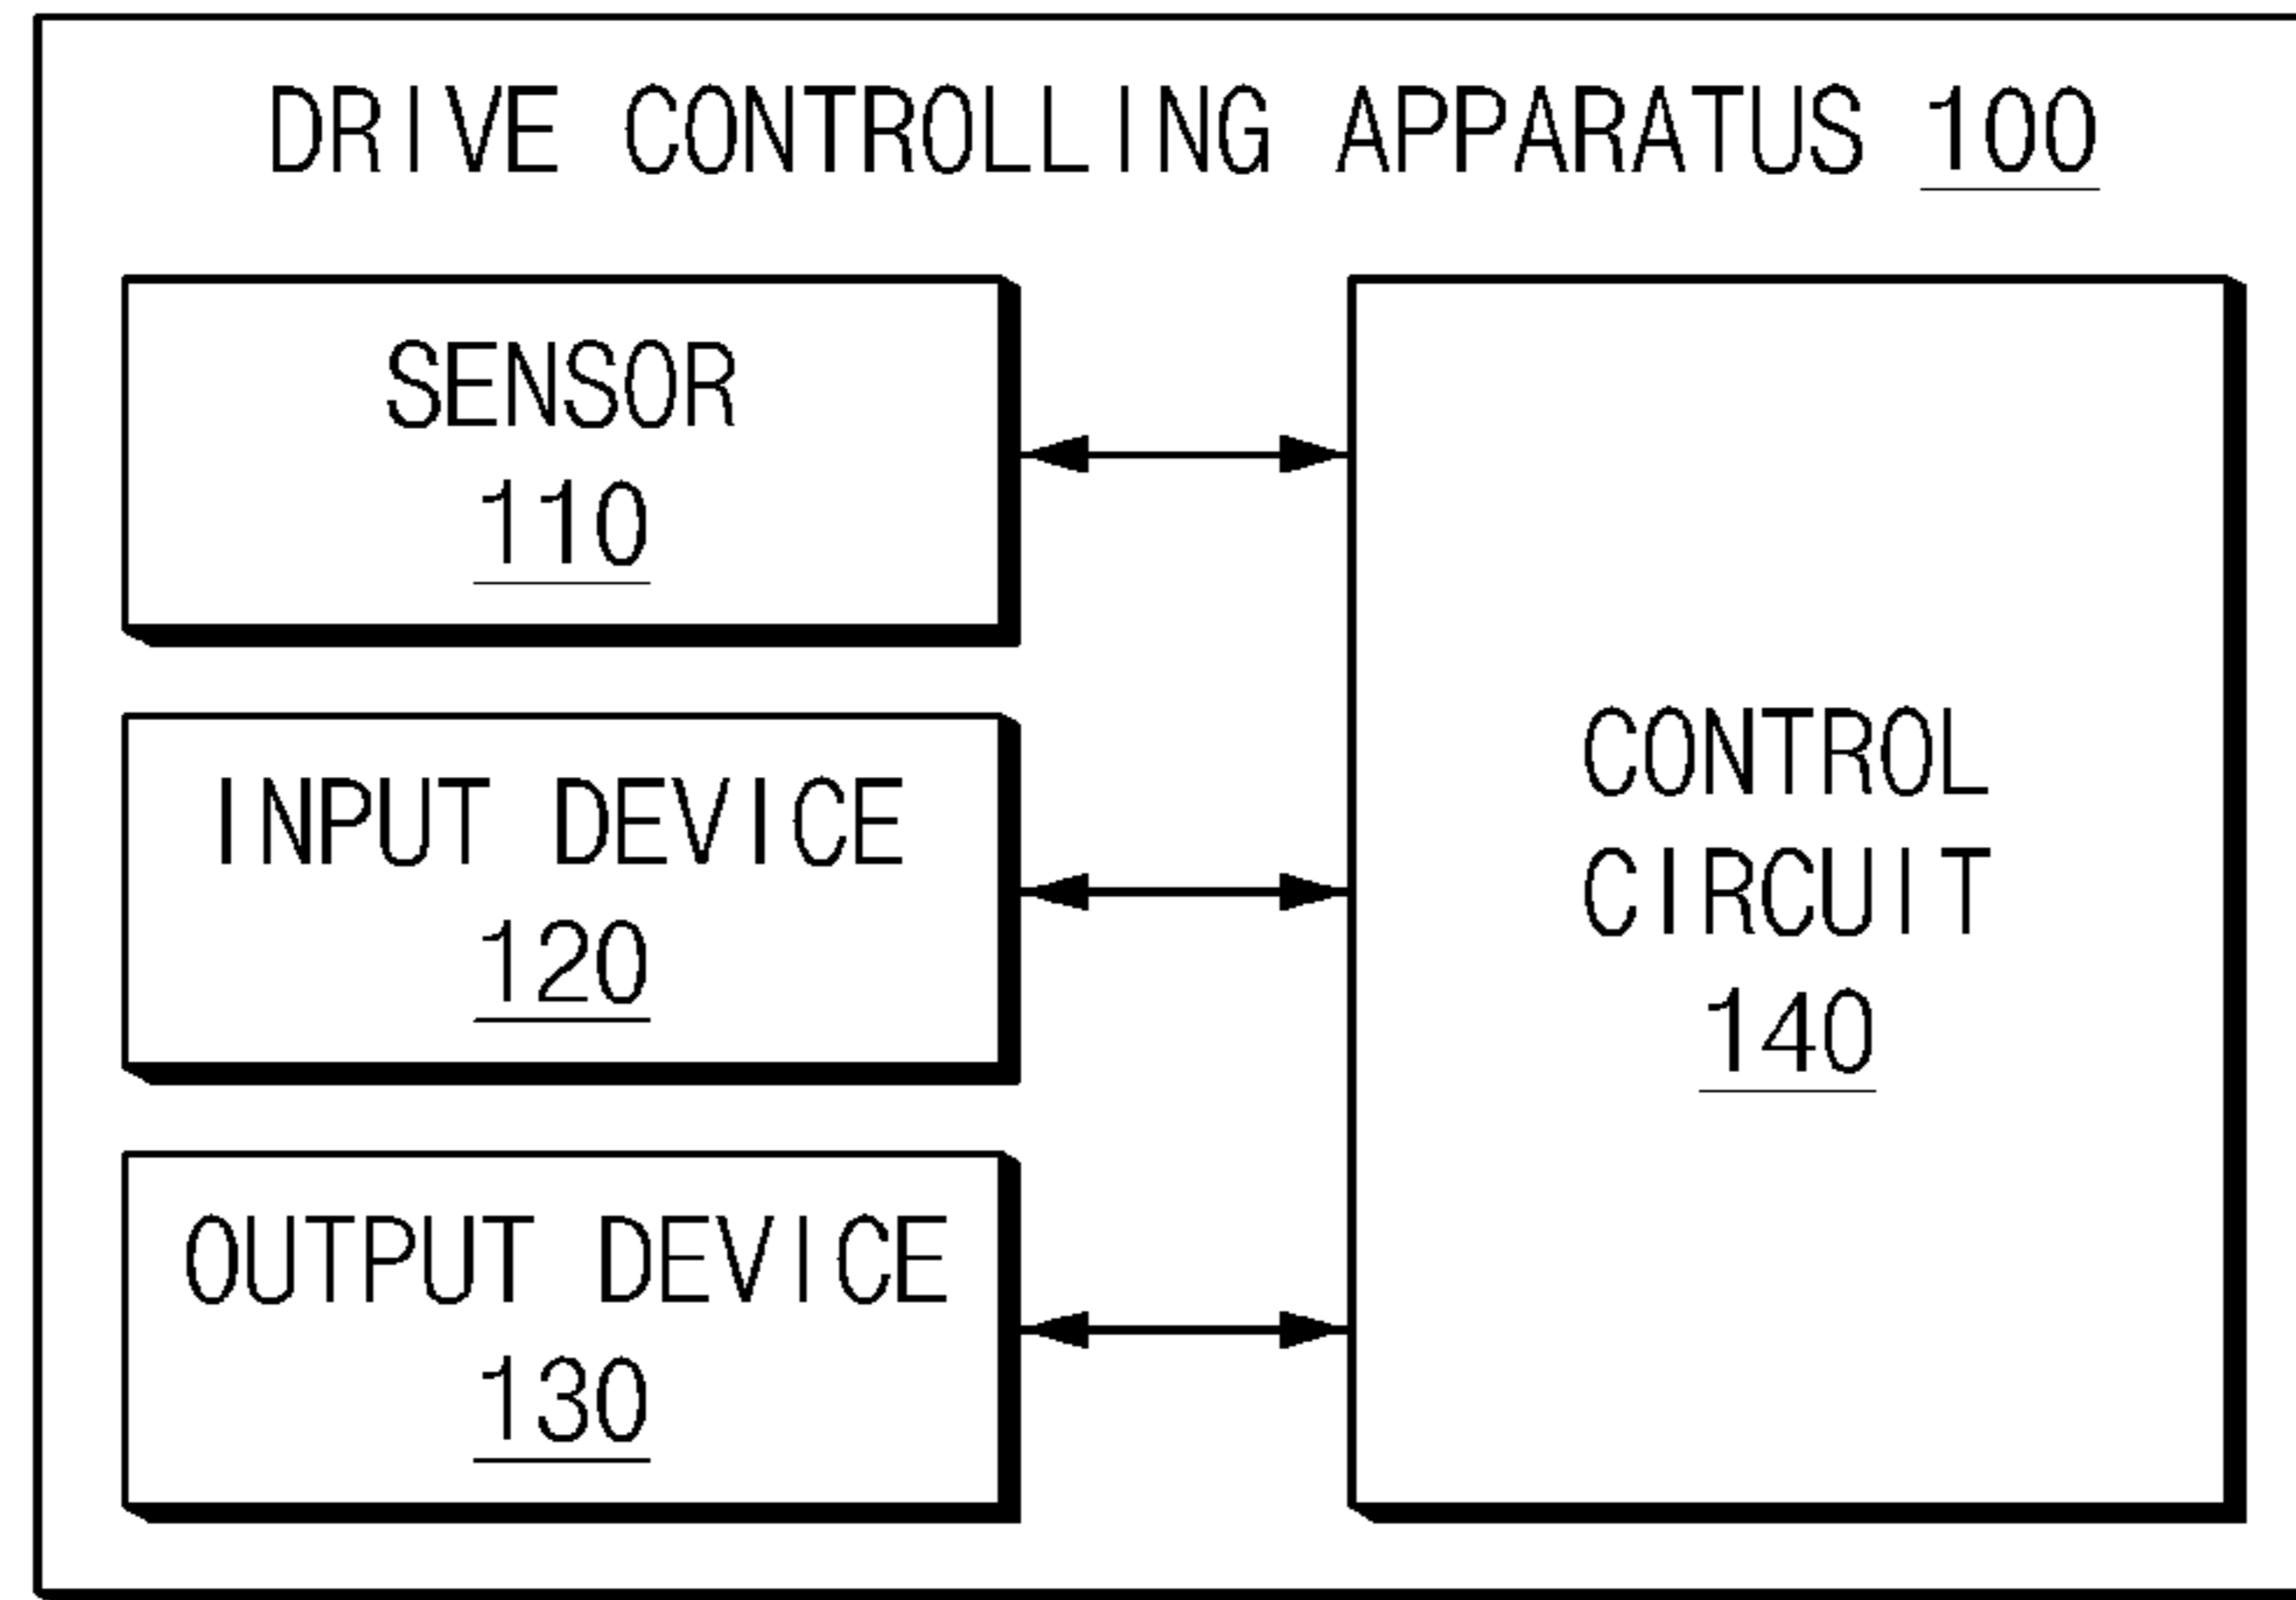 DRIVE CONTROLLING APPARATUS 100
SENSOR
110
INPUT DEVICE
120
OUTPUT DEVICE
130
CONTROL
CIRCUIT
140